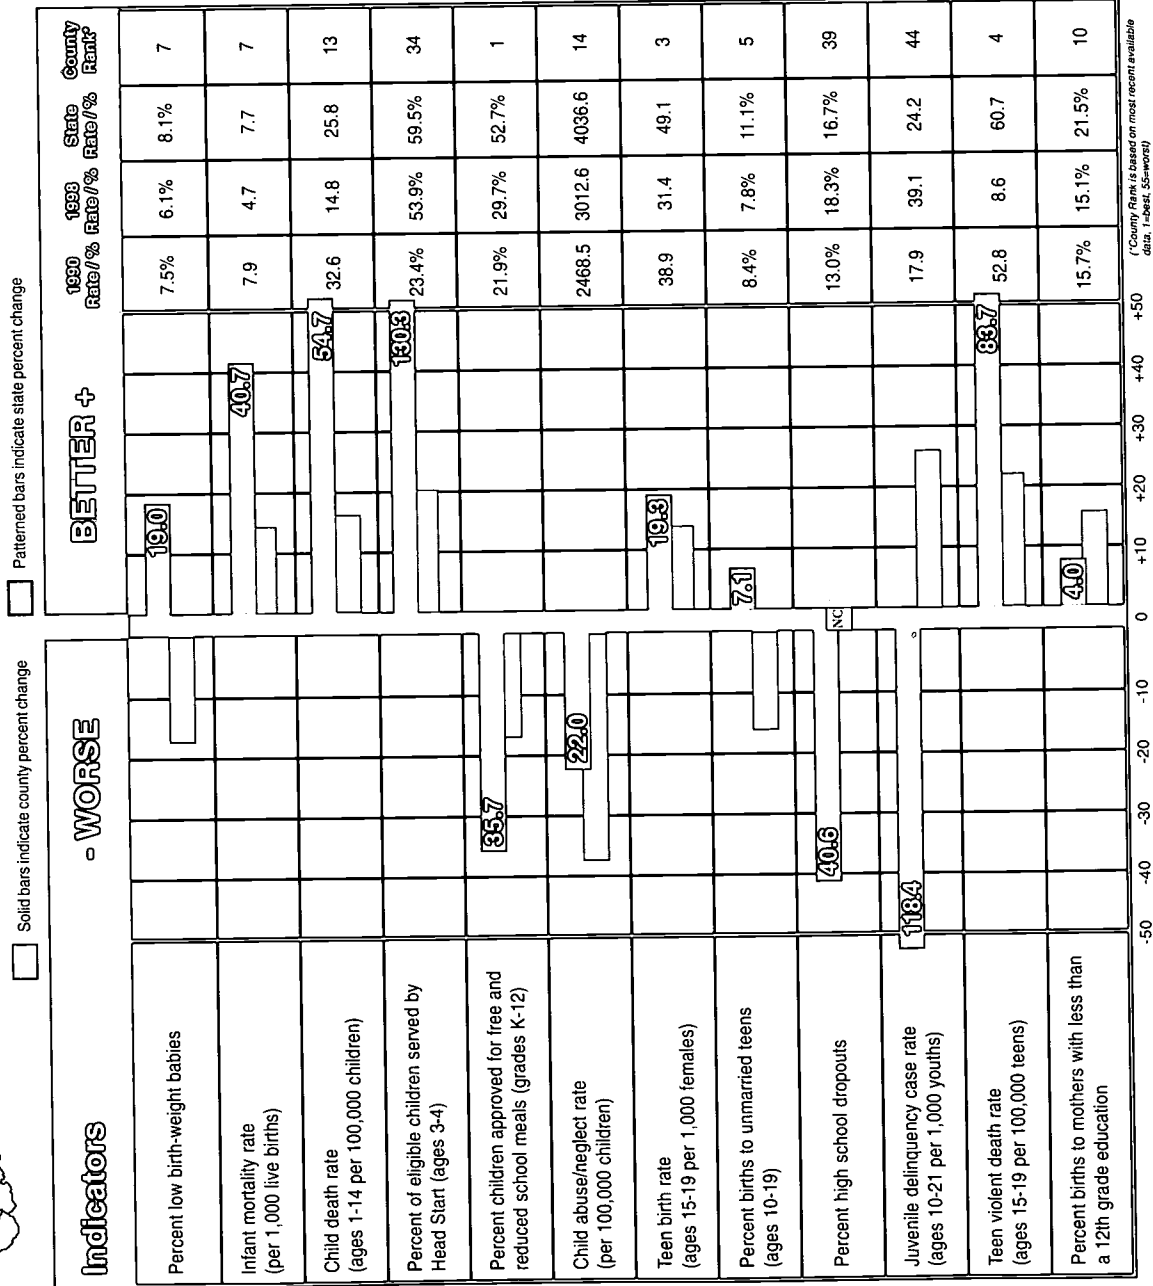 Solid bars indicate county percent change
Patterned bars indicate state percent change
Indicators
- WORSE
BETTER +
1990 Rate / %
1998 Rate / %
State Rate / %
County Rank*
Percent low birth-weight babies
19.0
7.5%
6.1%
8.1%
7
Infant mortality rate
(per 1,000 live births)
40.7
7.9
4.7
7.7
7
Child death rate
(ages 1-14 per 100,000 children)
54.7
32.6
14.8
25.8
13
Percent of eligible children served by
Head Start (ages 3-4)
130.3
23.4%
53.9%
59.5%
34
Percent children approved for free and
reduced school meals (grades K-12)
35.7
21.9%
29.7%
52.7%
1
Child abuse/neglect rate
(per 100,000 children)
22.0
2468.5
3012.6
4036.6
14
Teen birth rate
(ages 15-19 per 1,000 females)
19.3
38.9
31.4
49.1
3
Percent births to unmarried teens
(ages 10-19)
7.1
8.4%
7.8%
11.1%
5
Percent high school dropouts
40.6
NC
13.0%
18.3%
16.7%
39
Juvenile delinquency case rate
(ages 10-21 per 1,000 youths)
118.4
17.9
39.1
24.2
44
Teen violent death rate
(ages 15-19 per 100,000 teens)
83.7
52.8
8.6
60.7
4
Percent births to mothers with less than
a 12th grade education
4.0
15.7%
15.1%
21.5%
10
-50
-40
-30
-20
-10
0
+10
+20
+30
+40
+50
(*County Rank is based on most recent available
data, 1=best, 55=worst)